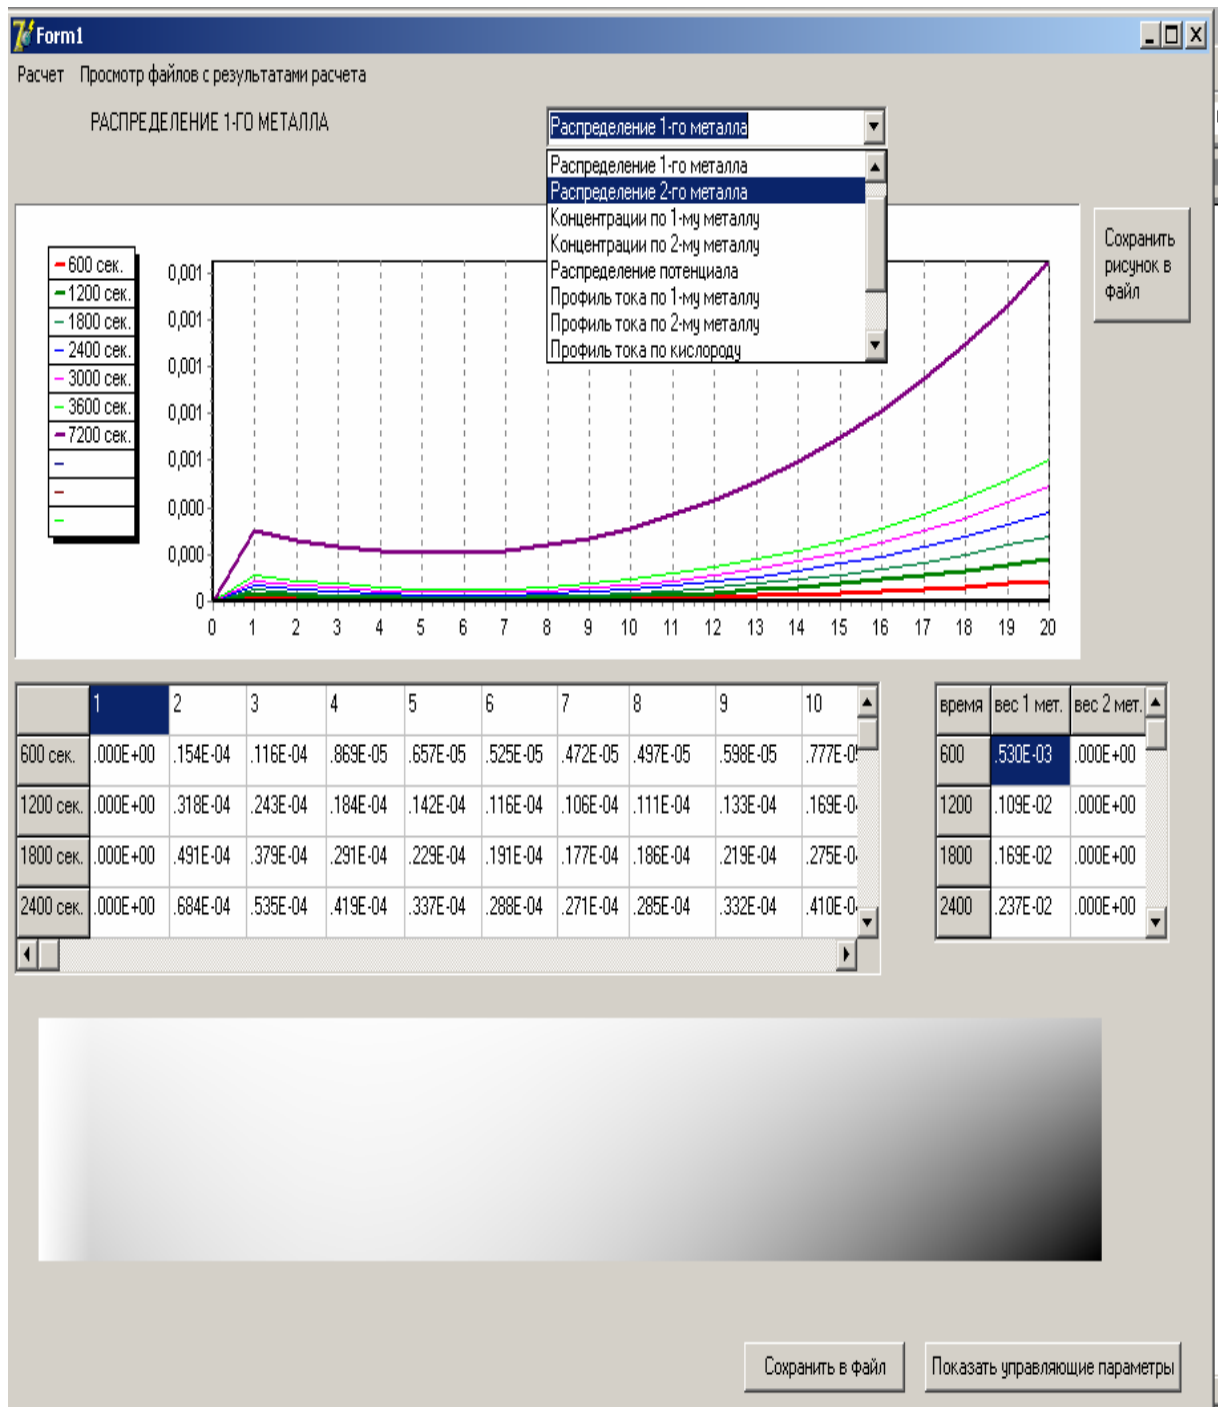 Form1
Расчет Просмотр файлов с результатами расчета
РАСПРЕДЕЛЕНИЕ 1-ГО МЕТАЛЛА
Распределение 1-го металла
Распределение 1-го металла
Распределение 2-го металла
Концентрации по 1-му металлу
Концентрации по 2-му металлу
Распределение потенциала
Профиль тока по 1-му металлу
Профиль тока по 2-му металлу
Профиль тока по кислороду
Сохранить
рисунок в
файл
600 сек.
1200 сек.
1800 сек.
2400 сек.
3000 сек.
3600 сек.
7200 сек.
0,001
0,001
0,001
0,001
0,001
0,000
0,000
0
0 1 2 3 4 5 6 7 8 9 10 11 12 13 14 15 16 17 18 19 20
1 2 3 4 5 6 7 8 9 10
600 сек. .000E+00 .154E-04 .116E-04 .869E-05 .657E-05 .525E-05 .472E-05 .497E-05 .598E-05 .777E-0
1200 сек. .000E+00 .318E-04 .243E-04 .184E-04 .142E-04 .116E-04 .106E-04 .111E-04 .133E-04 .169E-0
1800 сек. .000E+00 .491E-04 .379E-04 .291E-04 .229E-04 .191E-04 .177E-04 .186E-04 .219E-04 .275E-0
2400 сек. .000E+00 .684E-04 .535E-04 .419E-04 .337E-04 .288E-04 .271E-04 .285E-04 .332E-04 .410E-0
время вес 1 мет. вес 2 мет.
600 .530E-03 .000E+00
1200 .109E-02 .000E+00
1800 .169E-02 .000E+00
2400 .237E-02 .000E+00
Сохранить в файл
Показать управляющие параметры